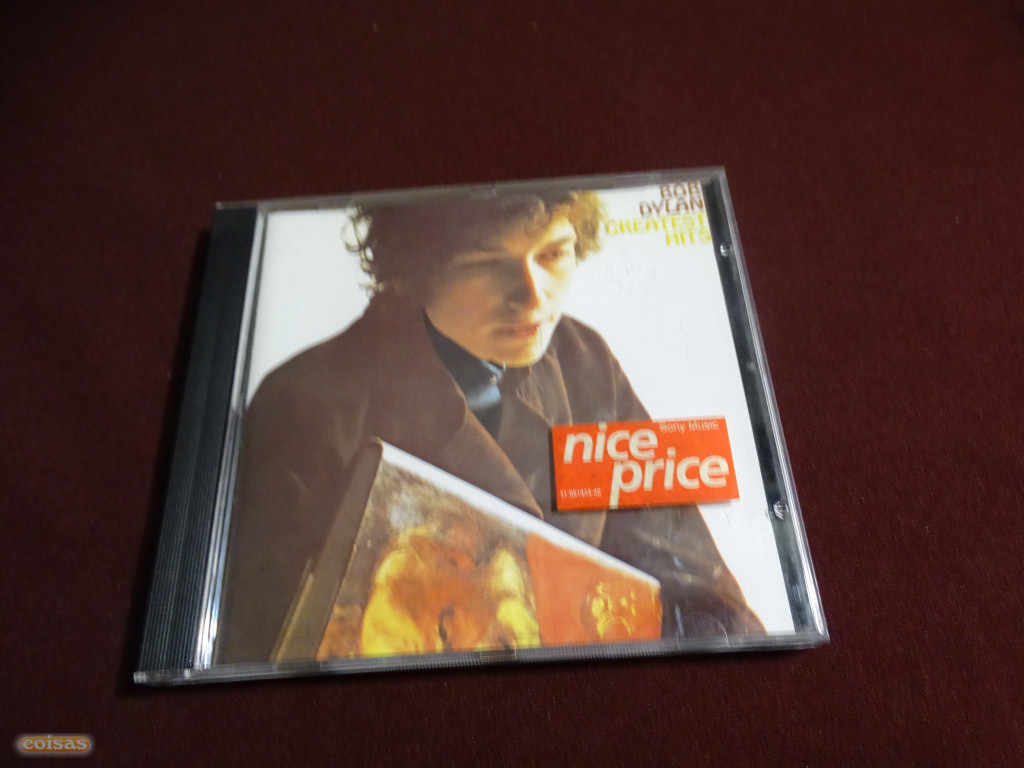 BOB
DYLAN
GREATEST
HITS
Sony Music
nice
price
coisas